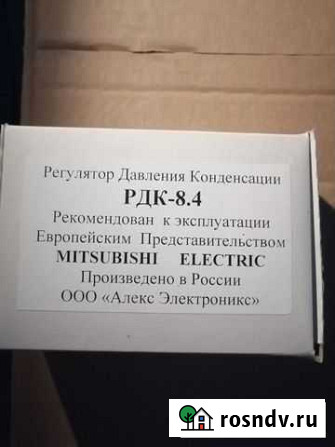 Регулятор Давления Конденсации
РДК-8.4
Рекомендован к эксплуатации
Европейским Представительством
MITSUBISHI ELECTRIC
Произведено в России
ООО «Алекс Электроникс»
rosndv.ru